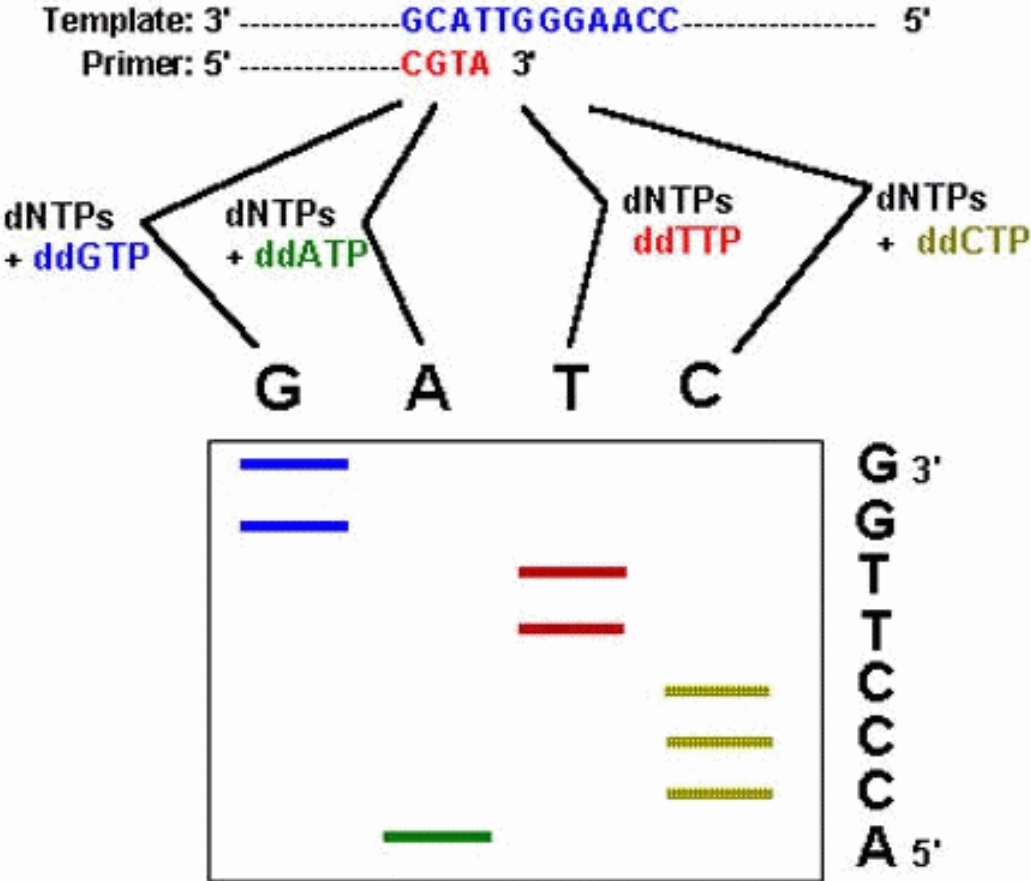 Template: 3' ---------------GCATTGGGAACC------------------ 5'
Primer: 5' ---------------CGTA 3'
dNTPs
+ ddGTP
dNTPs
+ ddATP
dNTPs
ddTTP
dNTPs
+ ddCTP
G A T C
G 3'
G
T
T
C
C
C
A 5'